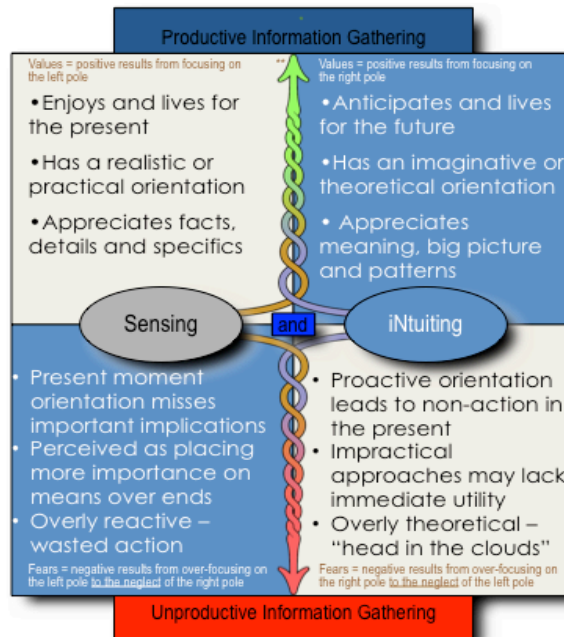 Productive Information Gathering
Values = positive results from focusing on
the left pole
•Enjoys and lives for
the present
•Has a realistic or
practical orientation
•Appreciates facts,
details and specifics
Values = positive results from focusing on
the right pole
•Anticipates and lives
for the future
•Has an imaginative or
theoretical orientation
• Appreciates
meaning, big picture
and patterns
Sensing
and
iNtuiting
• Present moment
orientation misses
important implications
• Perceived as placing
more importance on
means over ends
• Overly reactive –
wasted action
Fears = negative results from over-focusing on
the left pole to the neglect of the right pole
• Proactive orientation
leads to non-action in
the present
• Impractical
approaches may lack
immediate utility
• Overly theoretical –
“head in the clouds”
Fears = negative results from over-focusing on
the right pole to the neglect of the left pole
Unproductive Information Gathering